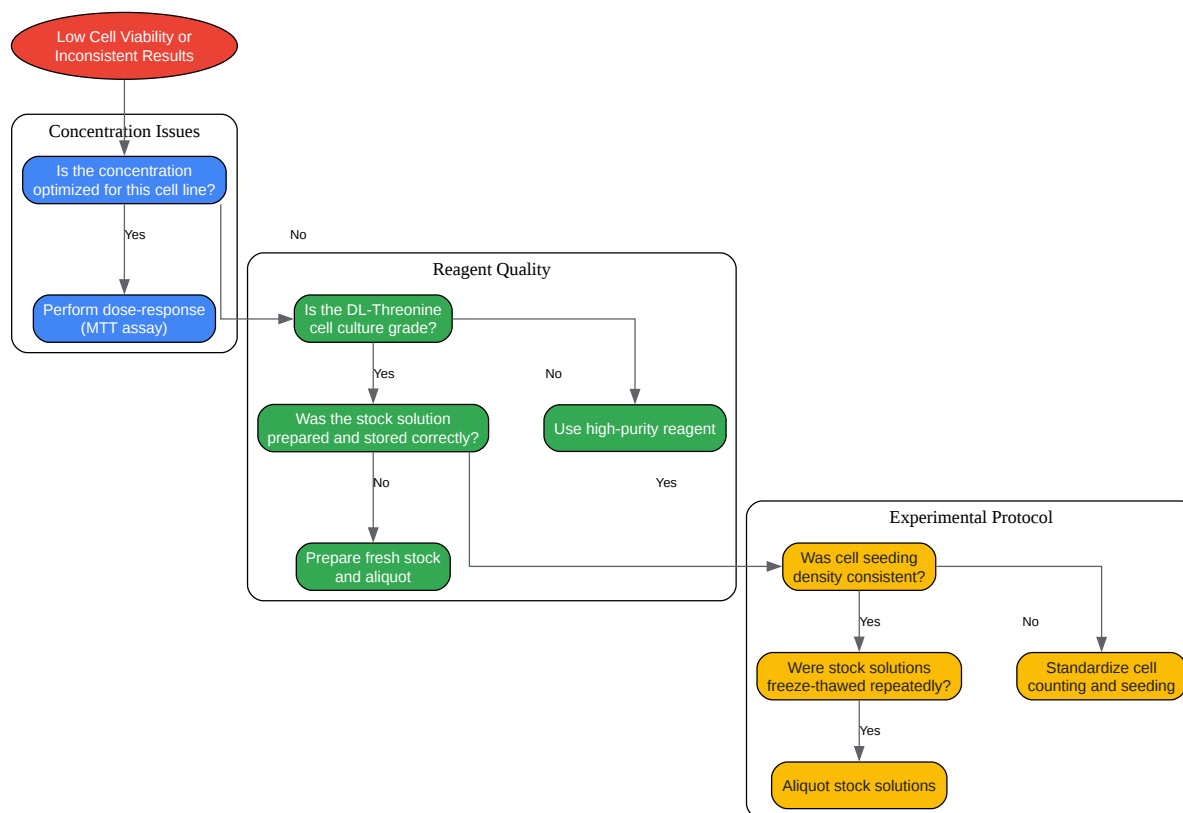 Low Cell Viability or
Inconsistent Results
Concentration Issues
Is the concentration
optimized for this cell line?
Yes
No
Perform dose-response
(MTT assay)
Reagent Quality
Is the DL-Threonine
cell culture grade?
Yes
No
Was the stock solution
prepared and stored correctly?
Use high-purity reagent
No
Yes
Prepare fresh stock
and aliquot
Experimental Protocol
Was cell seeding
density consistent?
Yes
No
Were stock solutions
freeze-thawed repeatedly?
Standardize cell
counting and seeding
Yes
Aliquot stock solutions